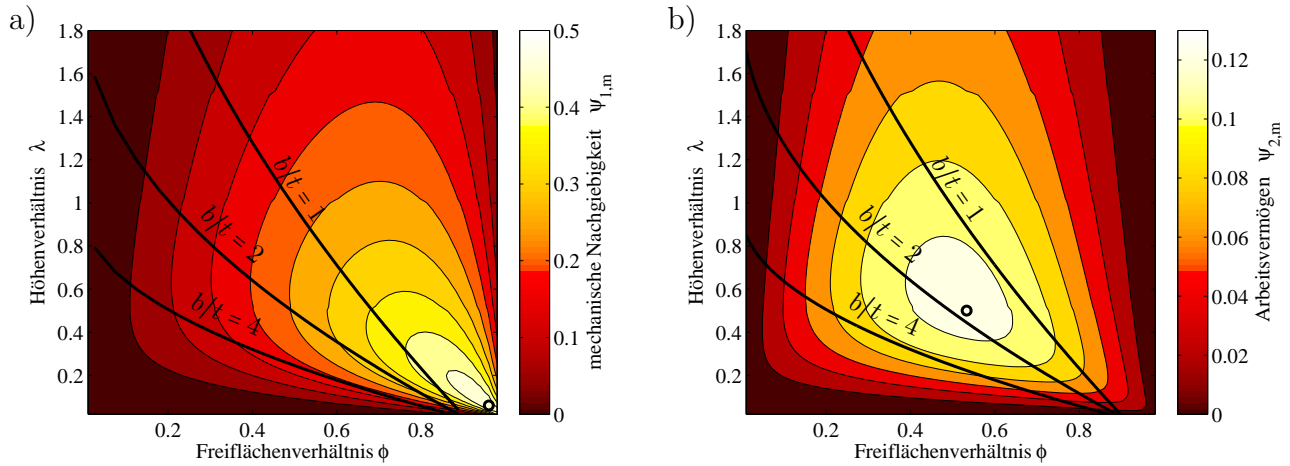 a)
1.8
1.6
1.4
1.2
1
0.8
0.6
0.4
0.2
Höhenverhältnis λ
0.2
0.4
0.6
0.8
Freiflächenverhältnis ϕ
b/t = 1
b/t = 2
b/t = 4
0.5
0.4
0.3
0.2
0.1
0
mechanische Nachgiebigkeit ψ1,m
b)
1.8
1.6
1.4
1.2
1
0.8
0.6
0.4
0.2
Höhenverhältnis λ
0.2
0.4
0.6
0.8
Freiflächenverhältnis ϕ
b/t = 1
b/t = 2
b/t = 4
0.12
0.1
0.08
0.06
0.04
0.02
0
Arbeitsvermögen ψ2,m